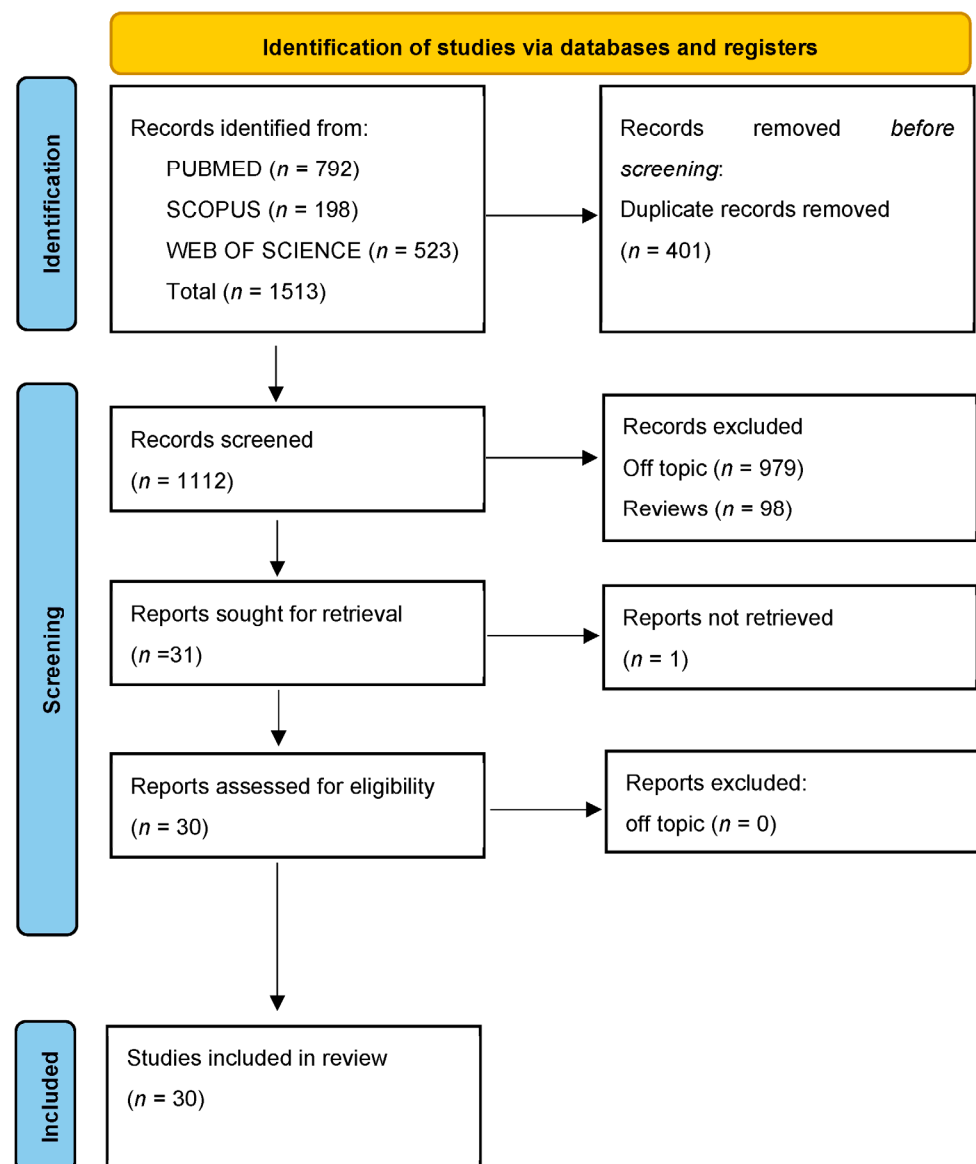 Identification of studies via databases and registers
Identification
Records identified from:
PUBMED (n = 792)
SCOPUS (n = 198)
WEB OF SCIENCE (n = 523)
Total (n = 1513)
Records removed before
screening:
Duplicate records removed
(n = 401)
Screening
Records screened
(n = 1112)
Records excluded
Off topic (n = 979)
Reviews (n = 98)
Reports sought for retrieval
(n =31)
Reports not retrieved
(n = 1)
Reports assessed for eligibility
(n = 30)
Reports excluded:
off topic (n = 0)
Included
Studies included in review
(n = 30)